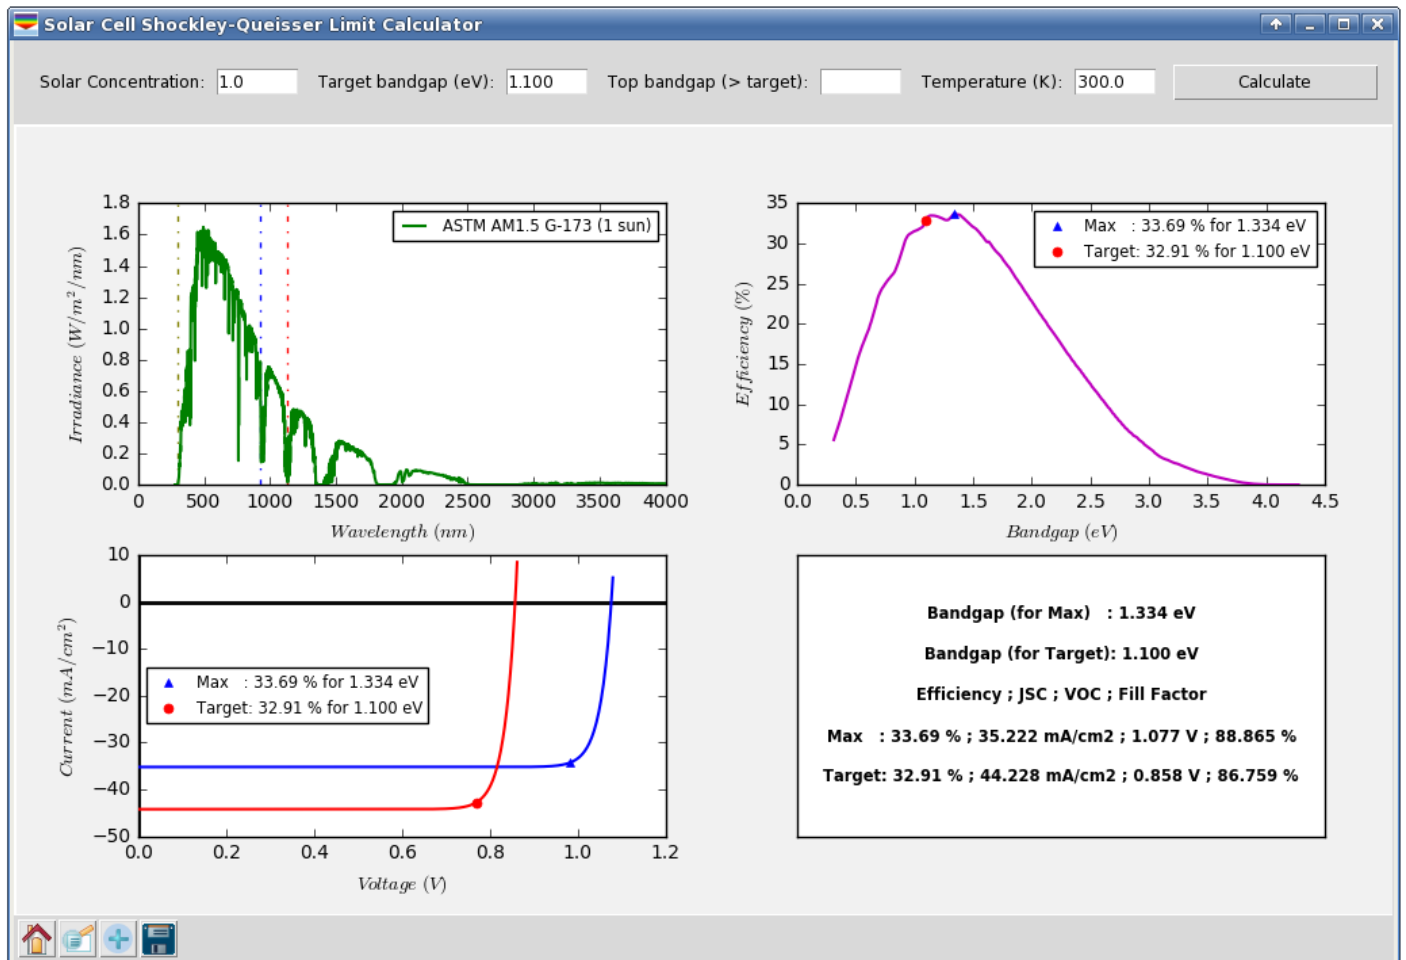 Solar Cell Shockley-Queisser Limit Calculator
Solar Concentration: 1.0 Target bandgap (eV): 1.100 Top bandgap (> target): Temperature (K): 300.0 Calculate
1.8
1.6
1.4
1.2
1.0
0.8
0.6
0.4
0.2
0.0
Irradiance (W/m²/nm)
ASTM AM1.5 G-173 (1 sun)
0 500 1000 1500 2000 2500 3000 3500 4000
Wavelength (nm)
35
30
25
20
15
10
5
0
Efficiency (%)
Max : 33.69 % for 1.334 eV
Target: 32.91 % for 1.100 eV
0.0 0.5 1.0 1.5 2.0 2.5 3.0 3.5 4.0 4.5
Bandgap (eV)
10
0
−10
−20
−30
−40
−50
Current (mA/cm²)
Max : 33.69 % for 1.334 eV
Target: 32.91 % for 1.100 eV
0.0 0.2 0.4 0.6 0.8 1.0 1.2
Voltage (V)
Bandgap (for Max) : 1.334 eV
Bandgap (for Target): 1.100 eV
Efficiency ; JSC ; VOC ; Fill Factor
Max : 33.69 % ; 35.222 mA/cm2 ; 1.077 V ; 88.865 %
Target: 32.91 % ; 44.228 mA/cm2 ; 0.858 V ; 86.759 %